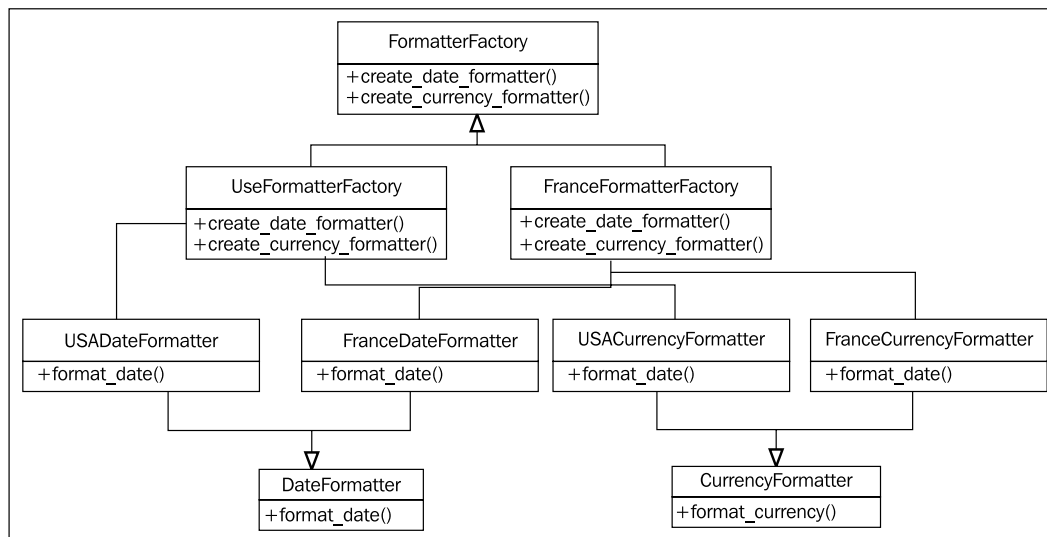 FormatterFactory
+create_date_formatter()
+create_currency_formatter()
UseFormatterFactory
+create_date_formatter()
+create_currency_formatter()
FranceFormatterFactory
+create_date_formatter()
+create_currency_formatter()
USADateFormatter
+format_date()
FranceDateFormatter
+format_date()
USACurrencyFormatter
+format_date()
FranceCurrencyFormatter
+format_date()
DateFormatter
+format_date()
CurrencyFormatter
+format_currency()